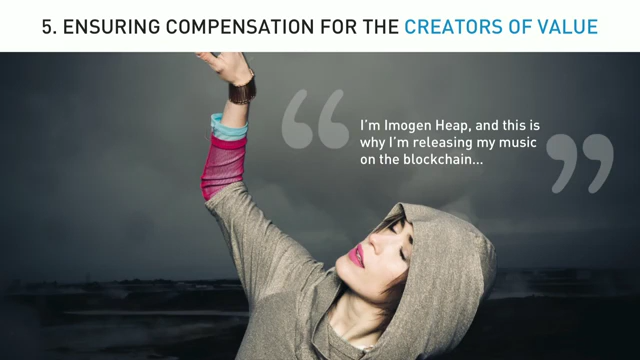 5. ENSURING COMPENSATION FOR THE CREATORS OF VALUE
“
I'm Imogen Heap, and this is
why I'm releasing my music
on the blockchain...
”